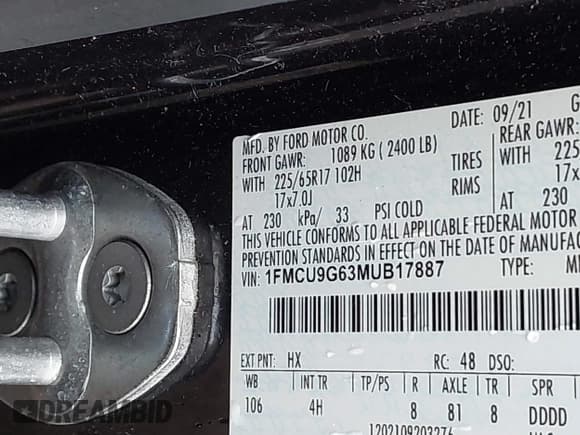 DATE: 09/21
MFD. BY FORD MOTOR CO.
FRONT GAWR: 1089 KG ( 2400 LB) REAR GAWR:
WITH 225/65R17 102H TIRES WITH 225
17x7.0J RIMS 17x
AT 230 kPa/ 33 PSI COLD AT 230
THIS VEHICLE CONFORMS TO ALL APPLICABLE FEDERAL MOTOR
PREVENTION STANDARDS IN EFFECT ON THE DATE OF MANUFAC
VIN: 1FMCU9G63MUB17887 TYPE:
EXT PNT: HX RC: 48 DSO:
WB INT TR TP/PS R AXLE TR SPR
106 4H 8 81 8 DDDD
1202109203276
DREAMBID